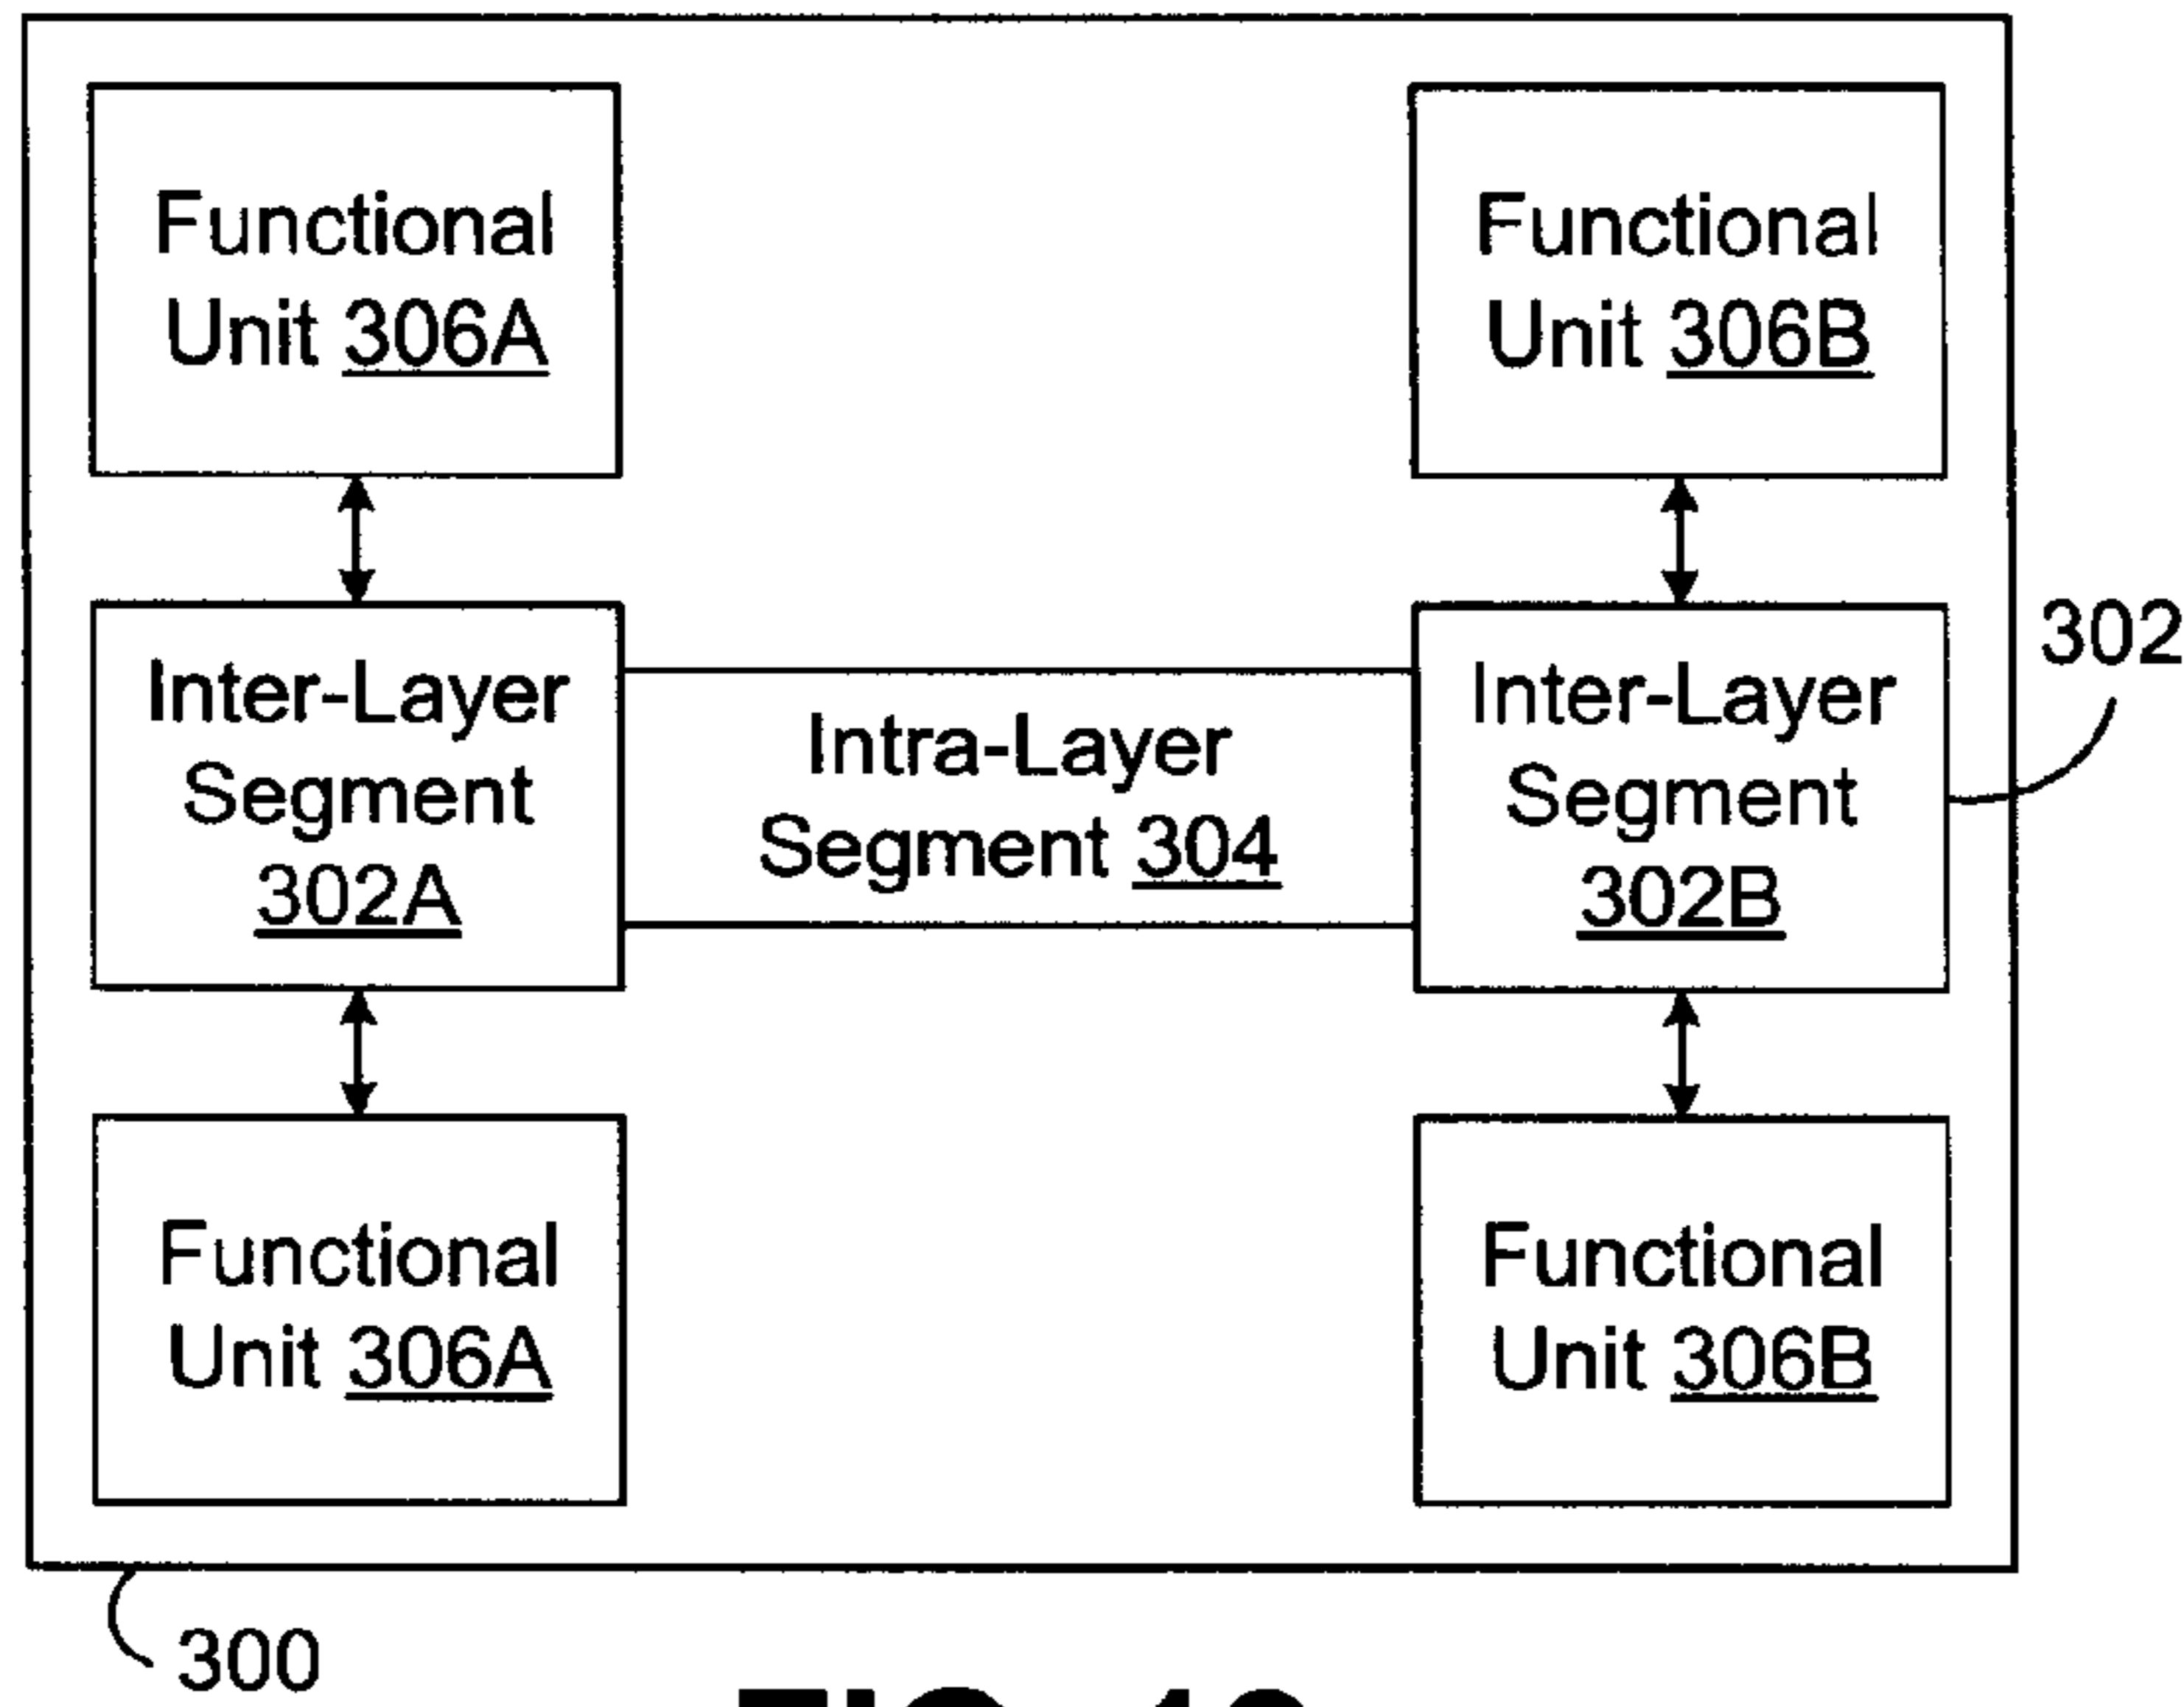 Functional
Unit 306A
Functional
Unit 306B
Inter-Layer
Segment
302A
Intra-Layer
Segment 304
Inter-Layer
Segment
302B
302
Functional
Unit 306A
Functional
Unit 306B
300